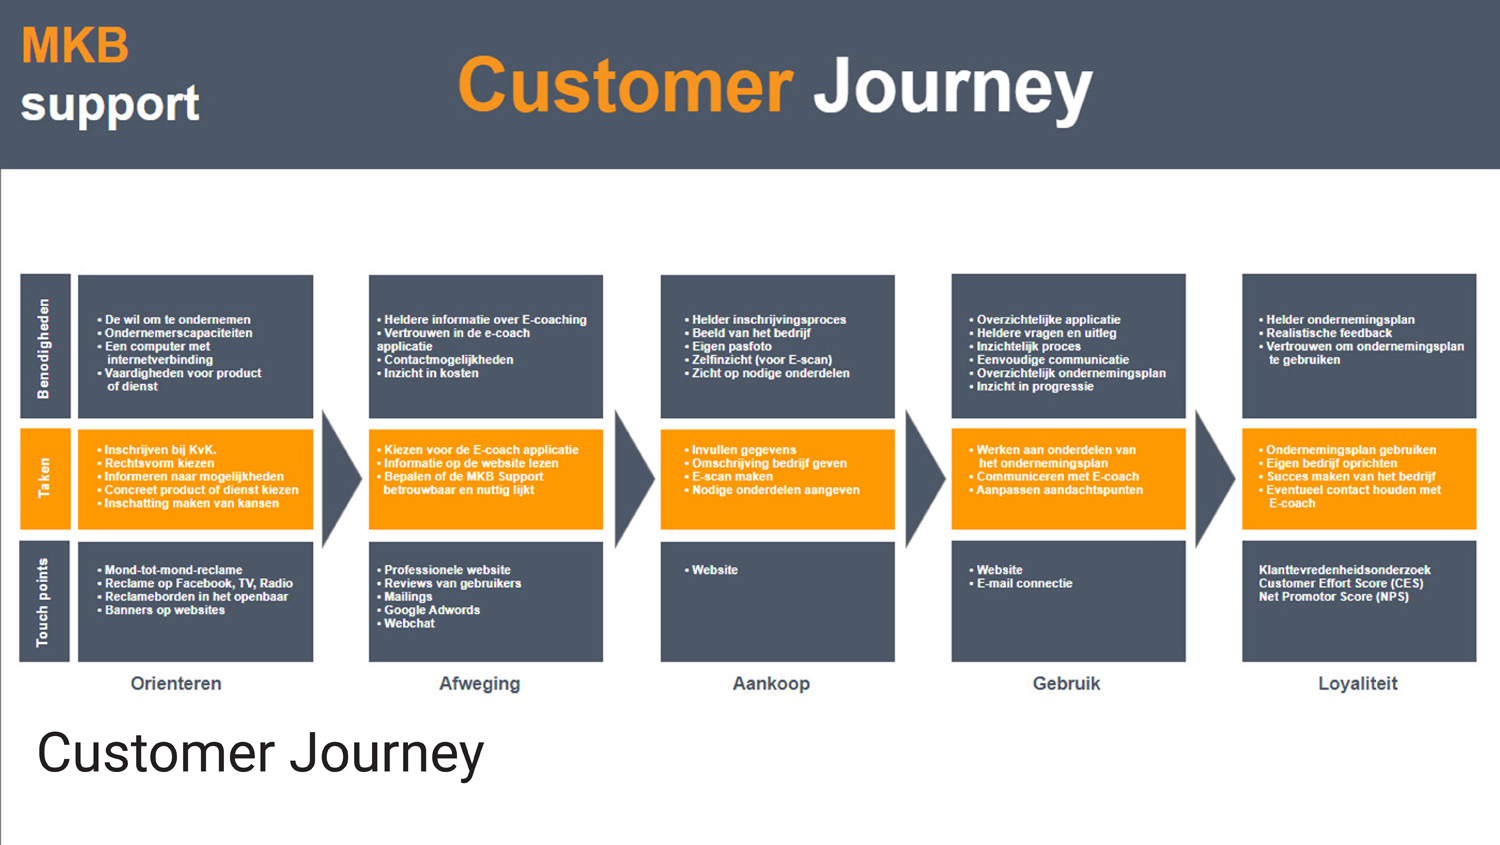 MKB
support
Customer Journey
Benodigheden
• De wil om te ondernemen
• Ondernemerscapaciteiten
• Een computer met
internetverbinding
• Vaardigheden voor product
of dienst
• Heldere informatie over E-coaching
• Vertrouwen in de e-coach
applicatie
• Contactmogelijkheden
• Inzicht in kosten
• Helder inschrijvingsproces
• Beeld van het bedrijf
• Eigen pasfoto
• Zelfinzicht (voor E-scan)
• Zicht op nodige onderdelen
• Overzichtelijke applicatie
• Heldere vragen en uitleg
• Inzichtelijk proces
• Eenvoudige communicatie
• Overzichtelijk ondernemingsplan
• Inzicht in progressie
• Helder ondernemingsplan
• Realistische feedback
• Vertrouwen om ondernemingsplan
te gebruiken
Taken
• Inschrijven bij KvK.
• Rechtsvorm kiezen
• Informeren naar mogelijkheden
• Concreet product of dienst kiezen
• Inschatting maken van kansen
• Kiezen voor de E-coach applicatie
• Informatie op de website lezen
• Bepalen of de MKB Support
betrouwbaar en nuttig lijkt
• Invullen gegevens
• Omschrijving bedrijf geven
• E-scan maken
• Nodige onderdelen aangeven
• Werken aan onderdelen van
het ondernemingsplan
• Communiceren met E-coach
• Aanpassen aandachtspunten
• Ondernemingsplan gebruiken
• Eigen bedrijf oprichten
• Succes maken van het bedrijf
• Eventueel contact houden met
E-coach
Touch points
• Mond-tot-mond-reclame
• Reclame op Facebook, TV, Radio
• Reclameborden in het openbaar
• Banners op websites
• Professionele website
• Reviews van gebruikers
• Mailings
• Google Adwords
• Webchat
• Website
• Website
• E-mail connectie
Klanttevredenheidsonderzoek
Customer Effort Score (CES)
Net Promotor Score (NPS)
Orienteren
Afweging
Aankoop
Gebruik
Loyaliteit
Customer Journey